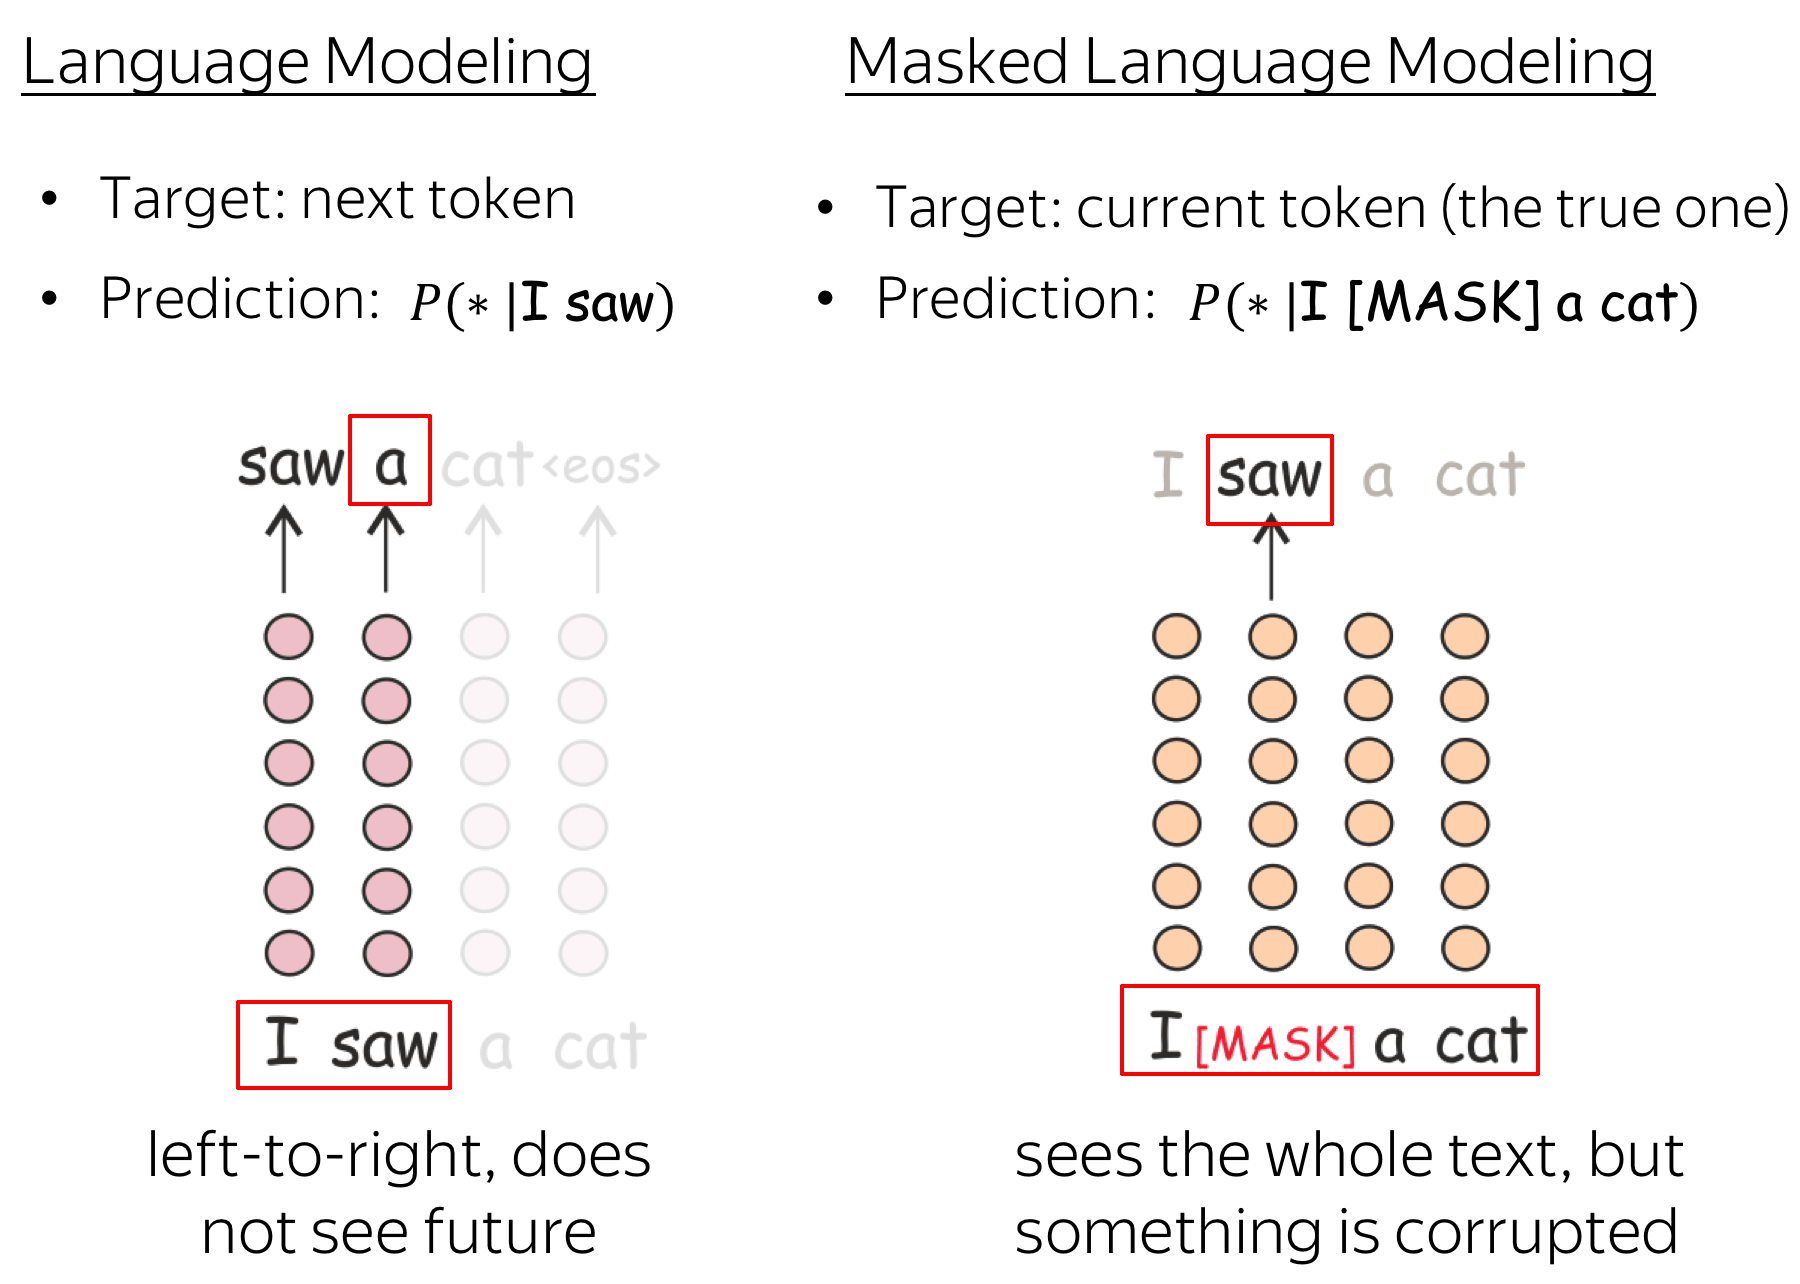 Language Modeling
• Target: next token
• Prediction: P(* |I saw)
saw a cat <eos>
I saw a cat
left-to-right, does
not see future
Masked Language Modeling
• Target: current token (the true one)
• Prediction: P(* |I [MASK] a cat)
I saw a cat
I [MASK] a cat
sees the whole text, but
something is corrupted